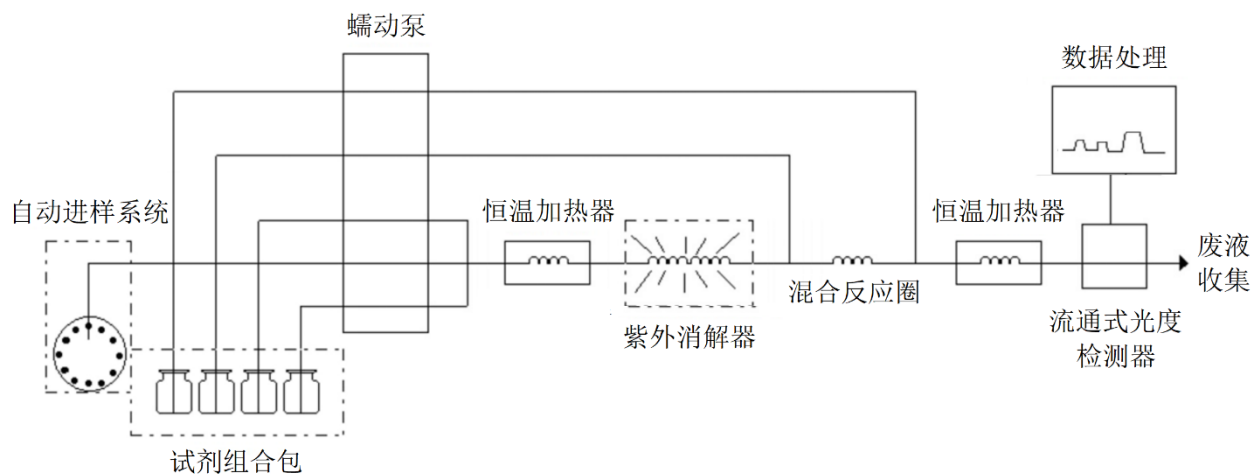 蠕动泵
数据处理
自动进样系统
恒温加热器
恒温加热器
废液
收集
混合反应圈
紫外消解器
流通式光度
检测器
试剂组合包